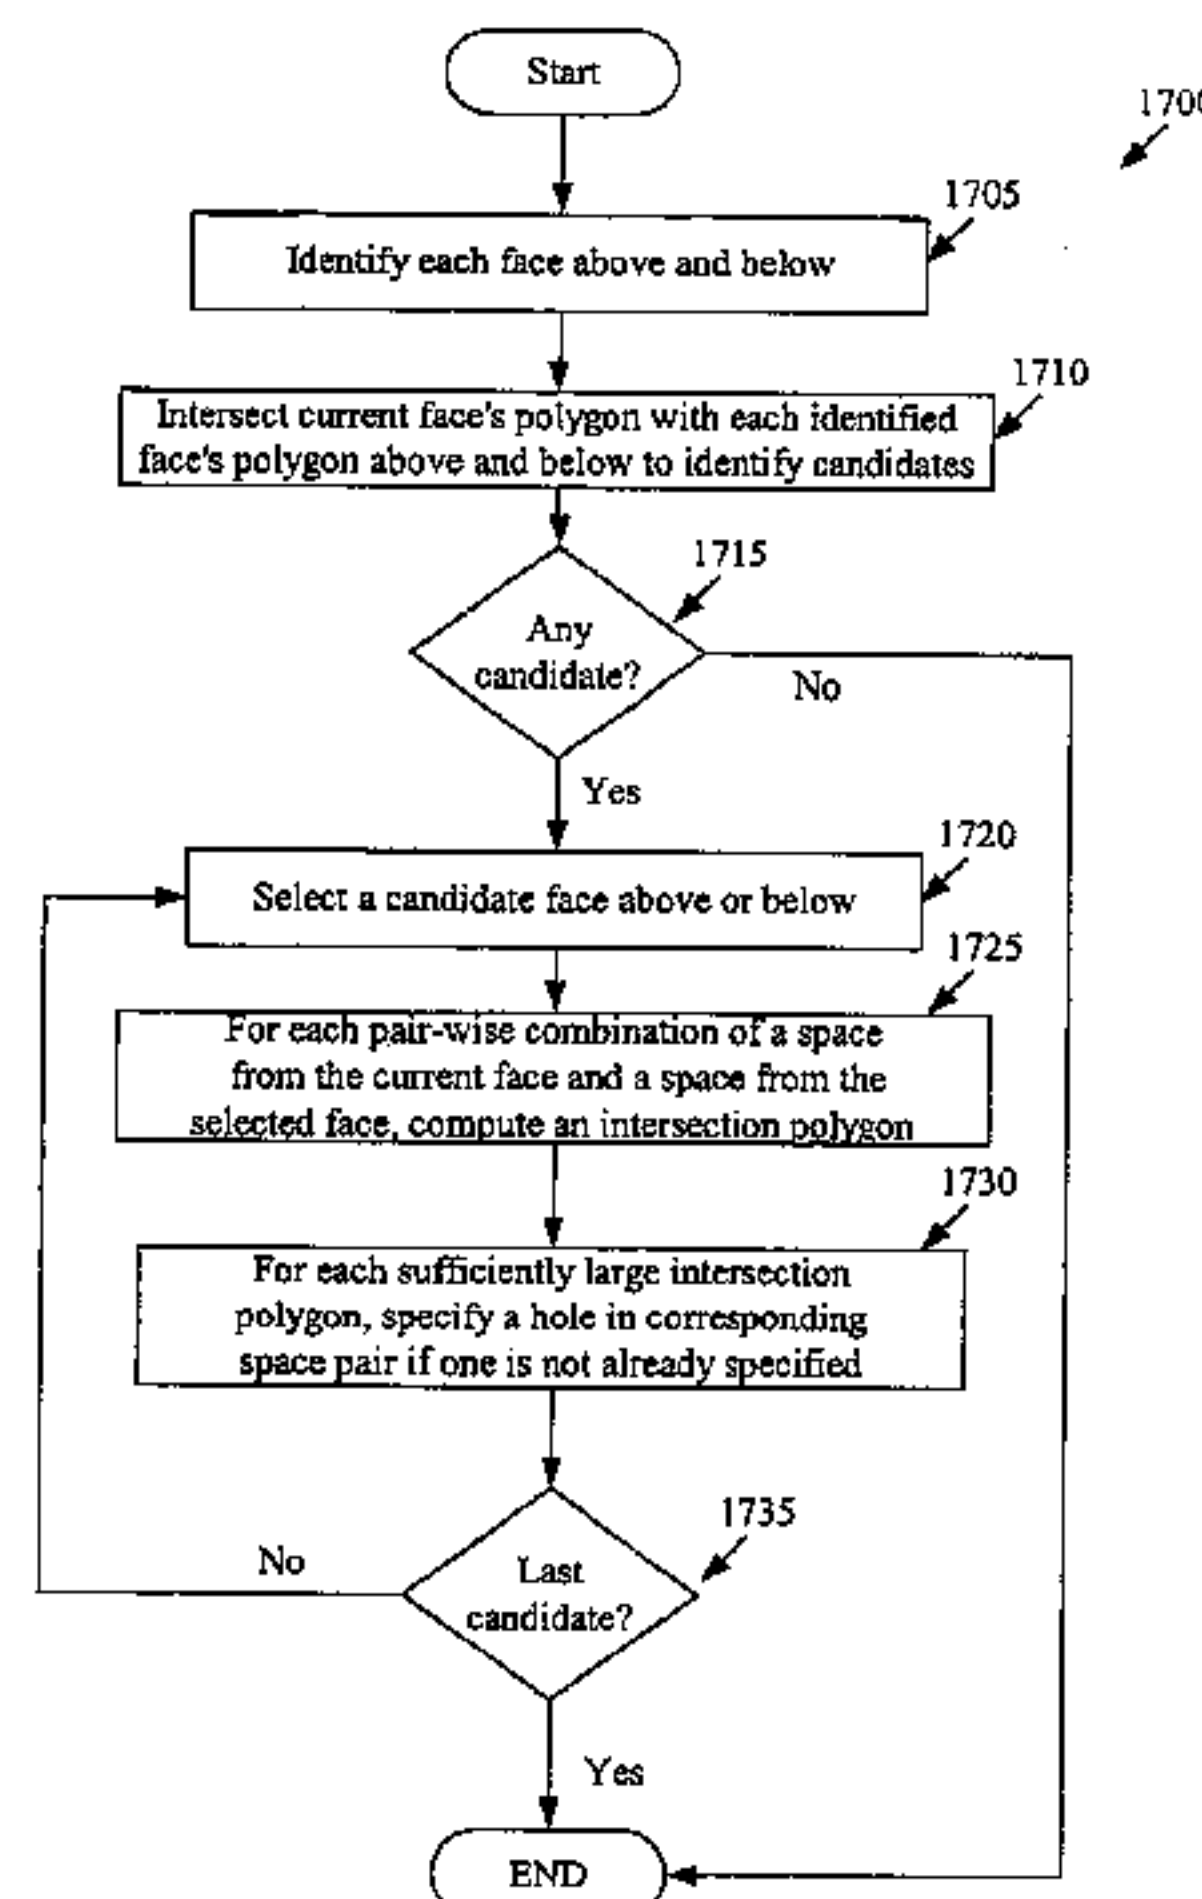 Start
1700
1705
Identify each face above and below
1710
Intersect current face's polygon with each identified
face's polygon above and below to identify candidates
1715
Any
candidate?
No
Yes
1720
Select a candidate face above or below
1725
For each pair-wise combination of a space
from the current face and a space from the
selected face, compute an intersection polygon
1730
For each sufficiently large intersection
polygon, specify a hole in corresponding
space pair if one is not already specified
1735
No
Last
candidate?
Yes
END